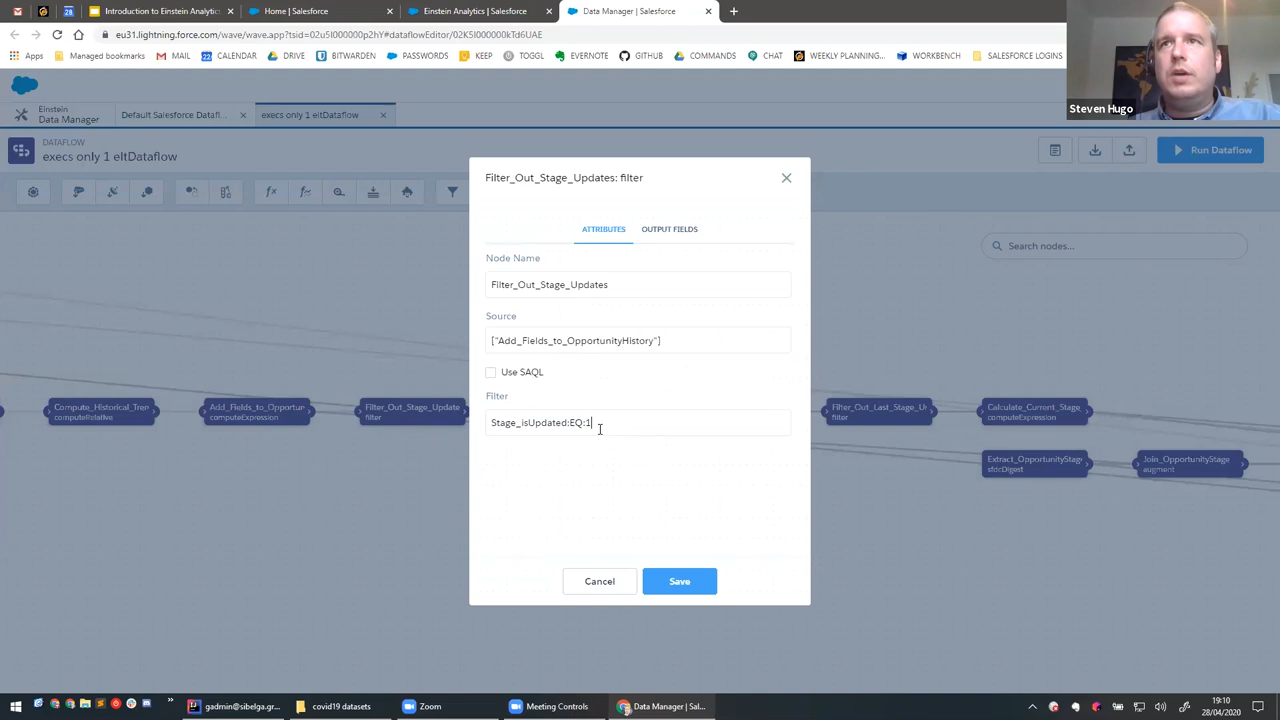 Introduction to Einstein Analytic
Home | Salesforce
Einstein Analytics | Salesforce
Data Manager | Salesforce
eu31.lightning.force.com/wave/wave.app?tsid=02u5I000000p2hY#dataflowEditor/02K5I000000kTd6UAE
Apps
Managed bookmarks
MAIL
CALENDAR
DRIVE
BITWARDEN
PASSWORDS
KEEP
TOGGL
EVERNOTE
GITHUB
COMMANDS
CHAT
WEEKLY PLANNING...
WORKBENCH
SALESFORCE LOGINS
Steven Hugo
Einstein
Data Manager
Default Salesforce Datafl...
execs only 1 eltDataflow
DATAFLOW
execs only 1 eltDataflow
Run Dataflow
Search nodes...
Filter_Out_Stage_Updates: filter
ATTRIBUTES
OUTPUT FIELDS
Node Name
Filter_Out_Stage_Updates
Source
["Add_Fields_to_OpportunityHistory"]
Use SAQL
Filter
Stage_isUpdated:EQ:1
Cancel
Save
Compute_Historical_Tren
computeRelative
Add_Fields_to_Opportun
computeExpression
Filter_Out_Stage_Update
filter
Filter_Out_Last_Stage_U
filter
Calculate_Current_Stage_
computeExpression
Extract_OpportunityStag
sfdcDigest
Join_OpportunityStage
augment
gadmin@sibelga.gr...
covid19 datasets
Zoom
Meeting Controls
Data Manager | Sal...
19:10
28/04/2020